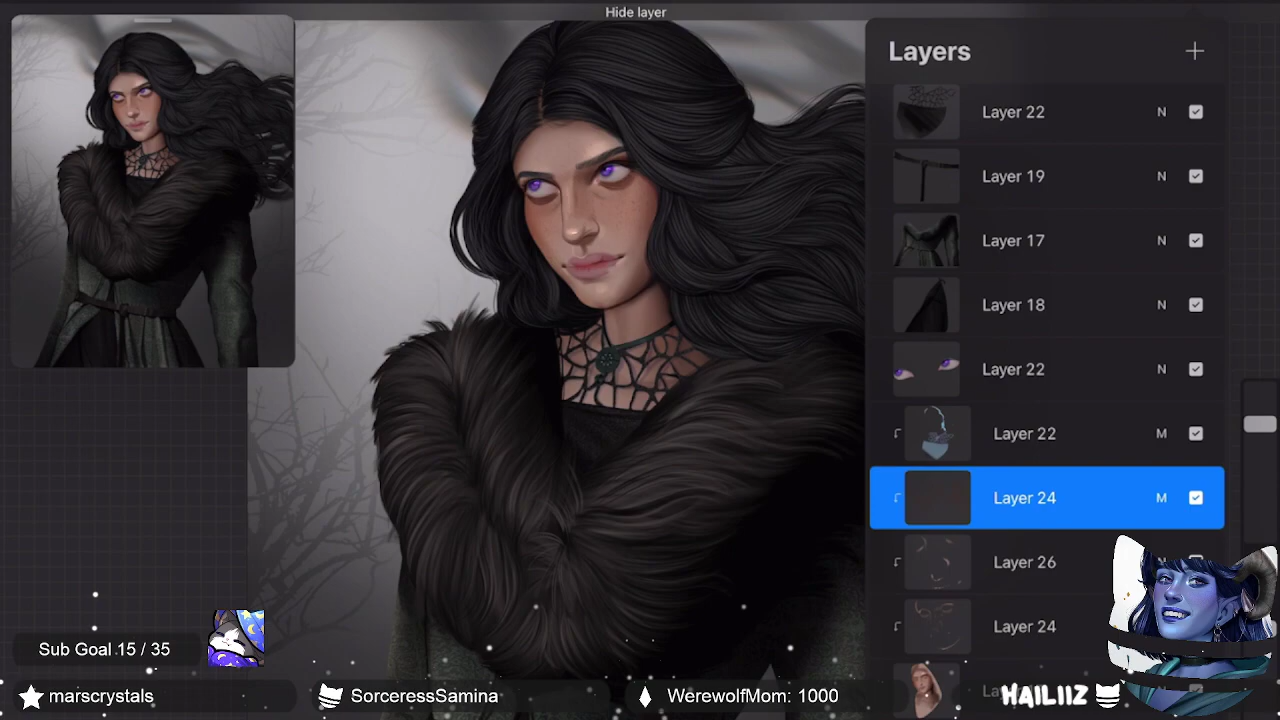 Hide layer
Layers
Layer 22 N
Layer 19 N
Layer 17 N
Layer 18 N
Layer 22 N
Layer 22 M
Layer 24 M
Layer 26
Layer 24
Sub Goal 15 / 35
marscrystals
SorceressSamina
WerewolfMom: 1000
HAILIIZ